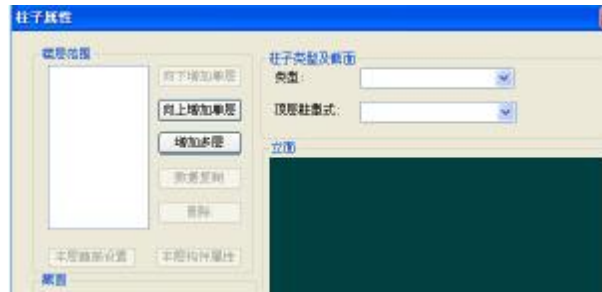 柱子属性
楼层范围
向下增加单层
向上增加单层
增加多层
数据复制
删除
本层截面设置
本层构件属性
截面
柱子类型及截面
类型:
顶层柱型式:
立面